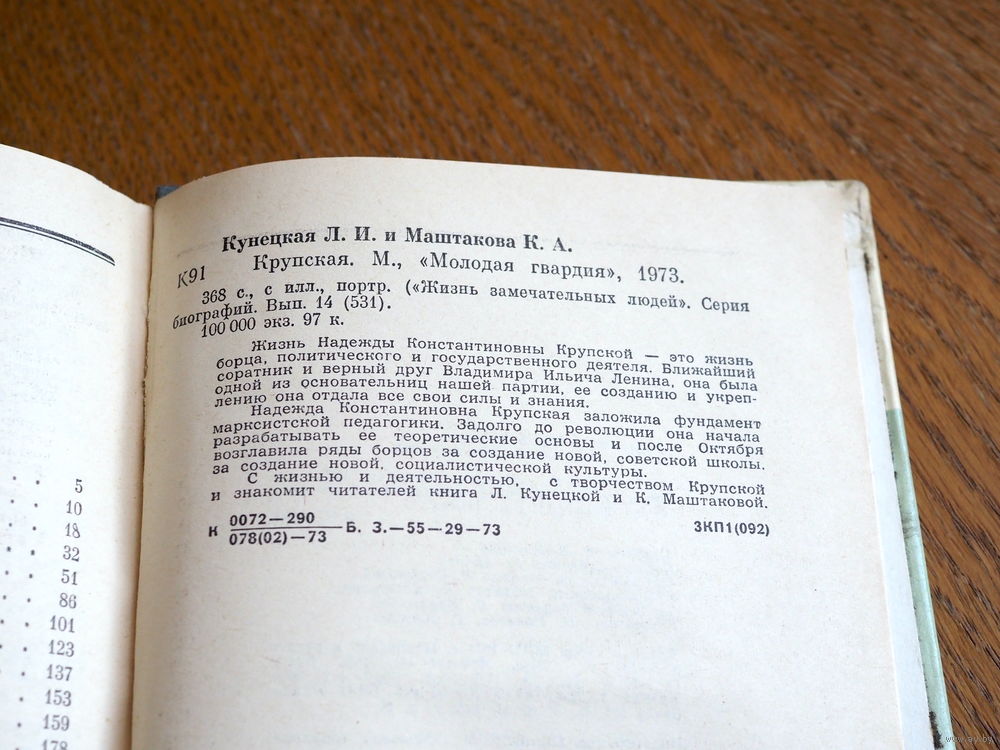 5
10
18
32
51
86
101
123
137
153
159
178
Кунецкая Л. И. и Маштакова К. А.
К91 Крупская. М., «Молодая гвардия», 1973.
368 с., с илл., портр. («Жизнь замечательных людей». Серия
биографий. Вып. 14 (531).
100 000 экз. 97 к.
Жизнь Надежды Константиновны Крупской — это жизнь
борца, политического и государственного деятеля. Ближайший
соратник и верный друг Владимира Ильича Ленина, она была
одной из основательниц нашей партии, ее созданию и укреп-
лению она отдала все свои силы и знания.
Надежда Константиновна Крупская заложила фундамент
марксистской педагогики. Задолго до революции она начала
разрабатывать ее теоретические основы и после Октября
возглавила ряды борцов за создание новой, советской школы.
за создание новой, социалистической культуры.
С жизнью и деятельностью, с творчеством Крупской
и знакомит читателей книга Л. Кунецкой и К. Маштаковой.
К 0072—290 Б. З.—55—29—73 3КП1(092)
078(02)—73
www.ay.by